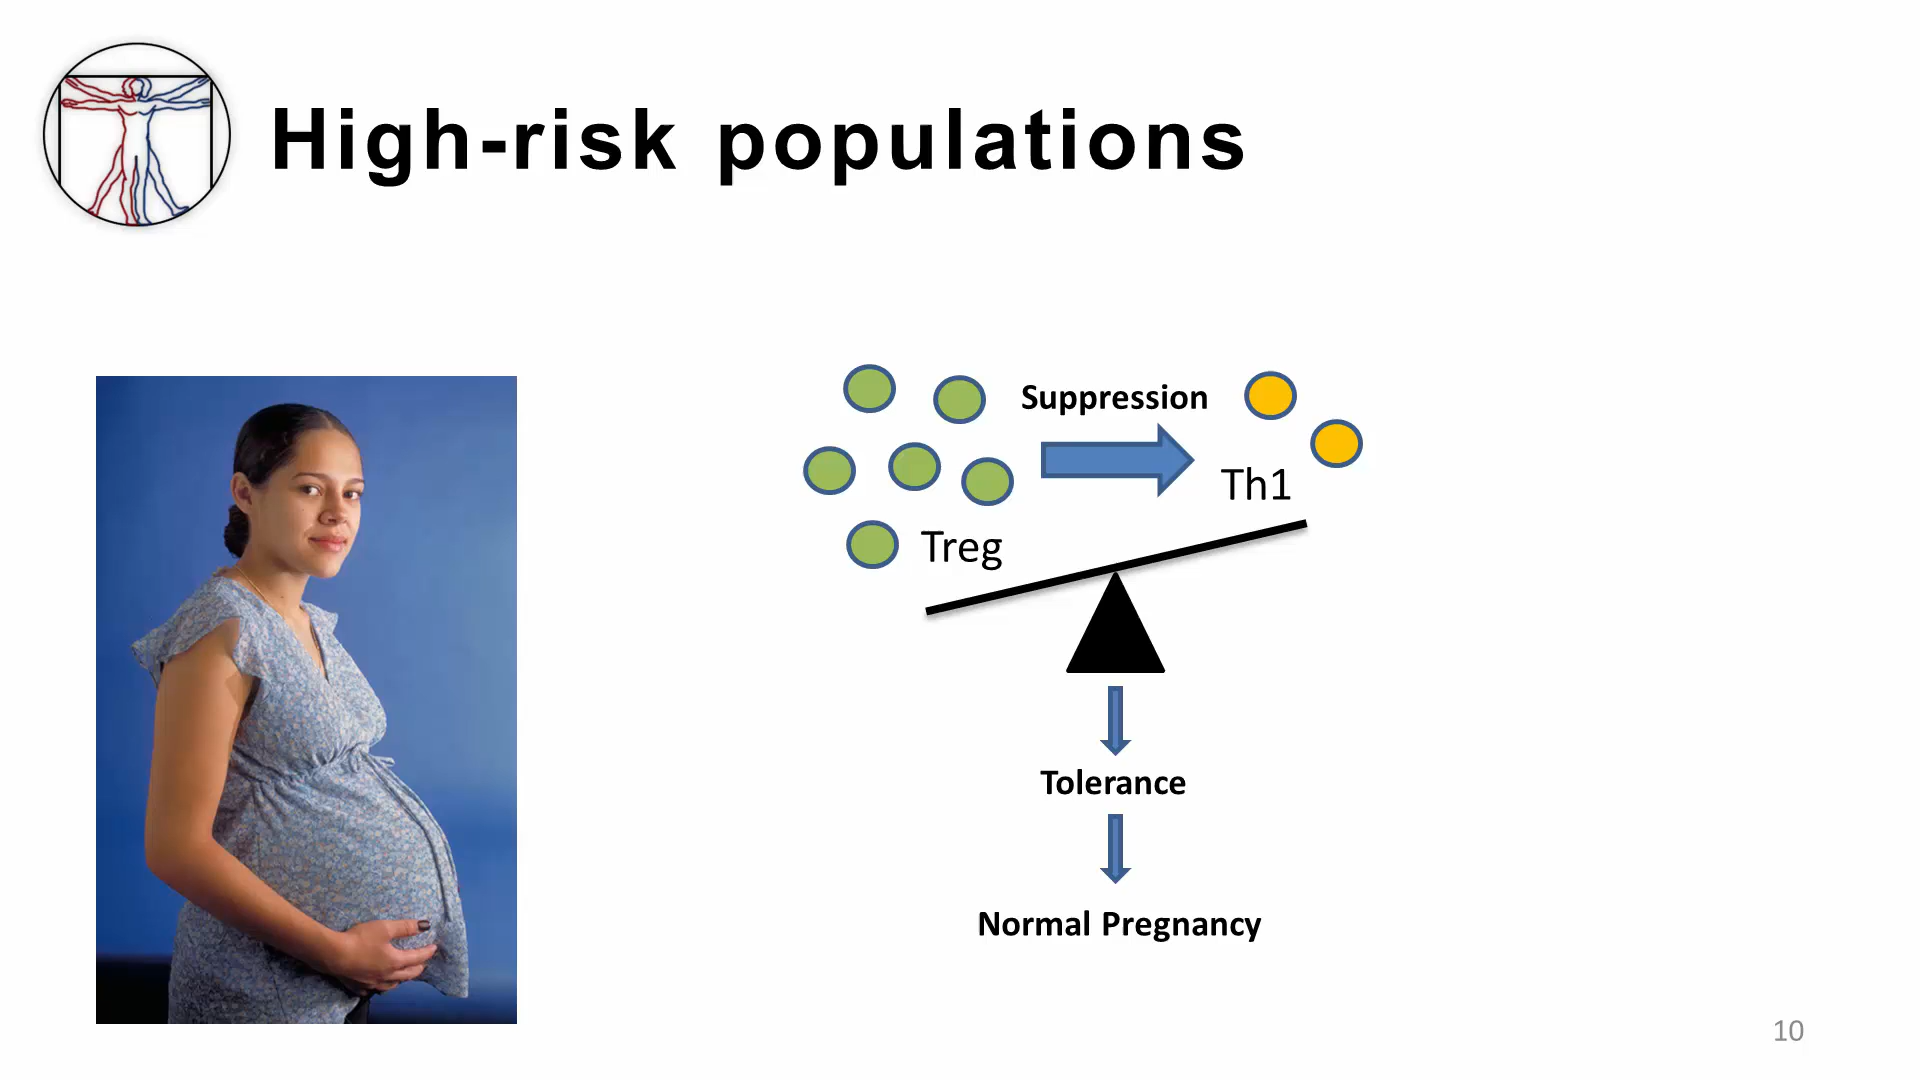 High-risk populations
Suppression
Th1
Treg
Tolerance
Normal Pregnancy
10